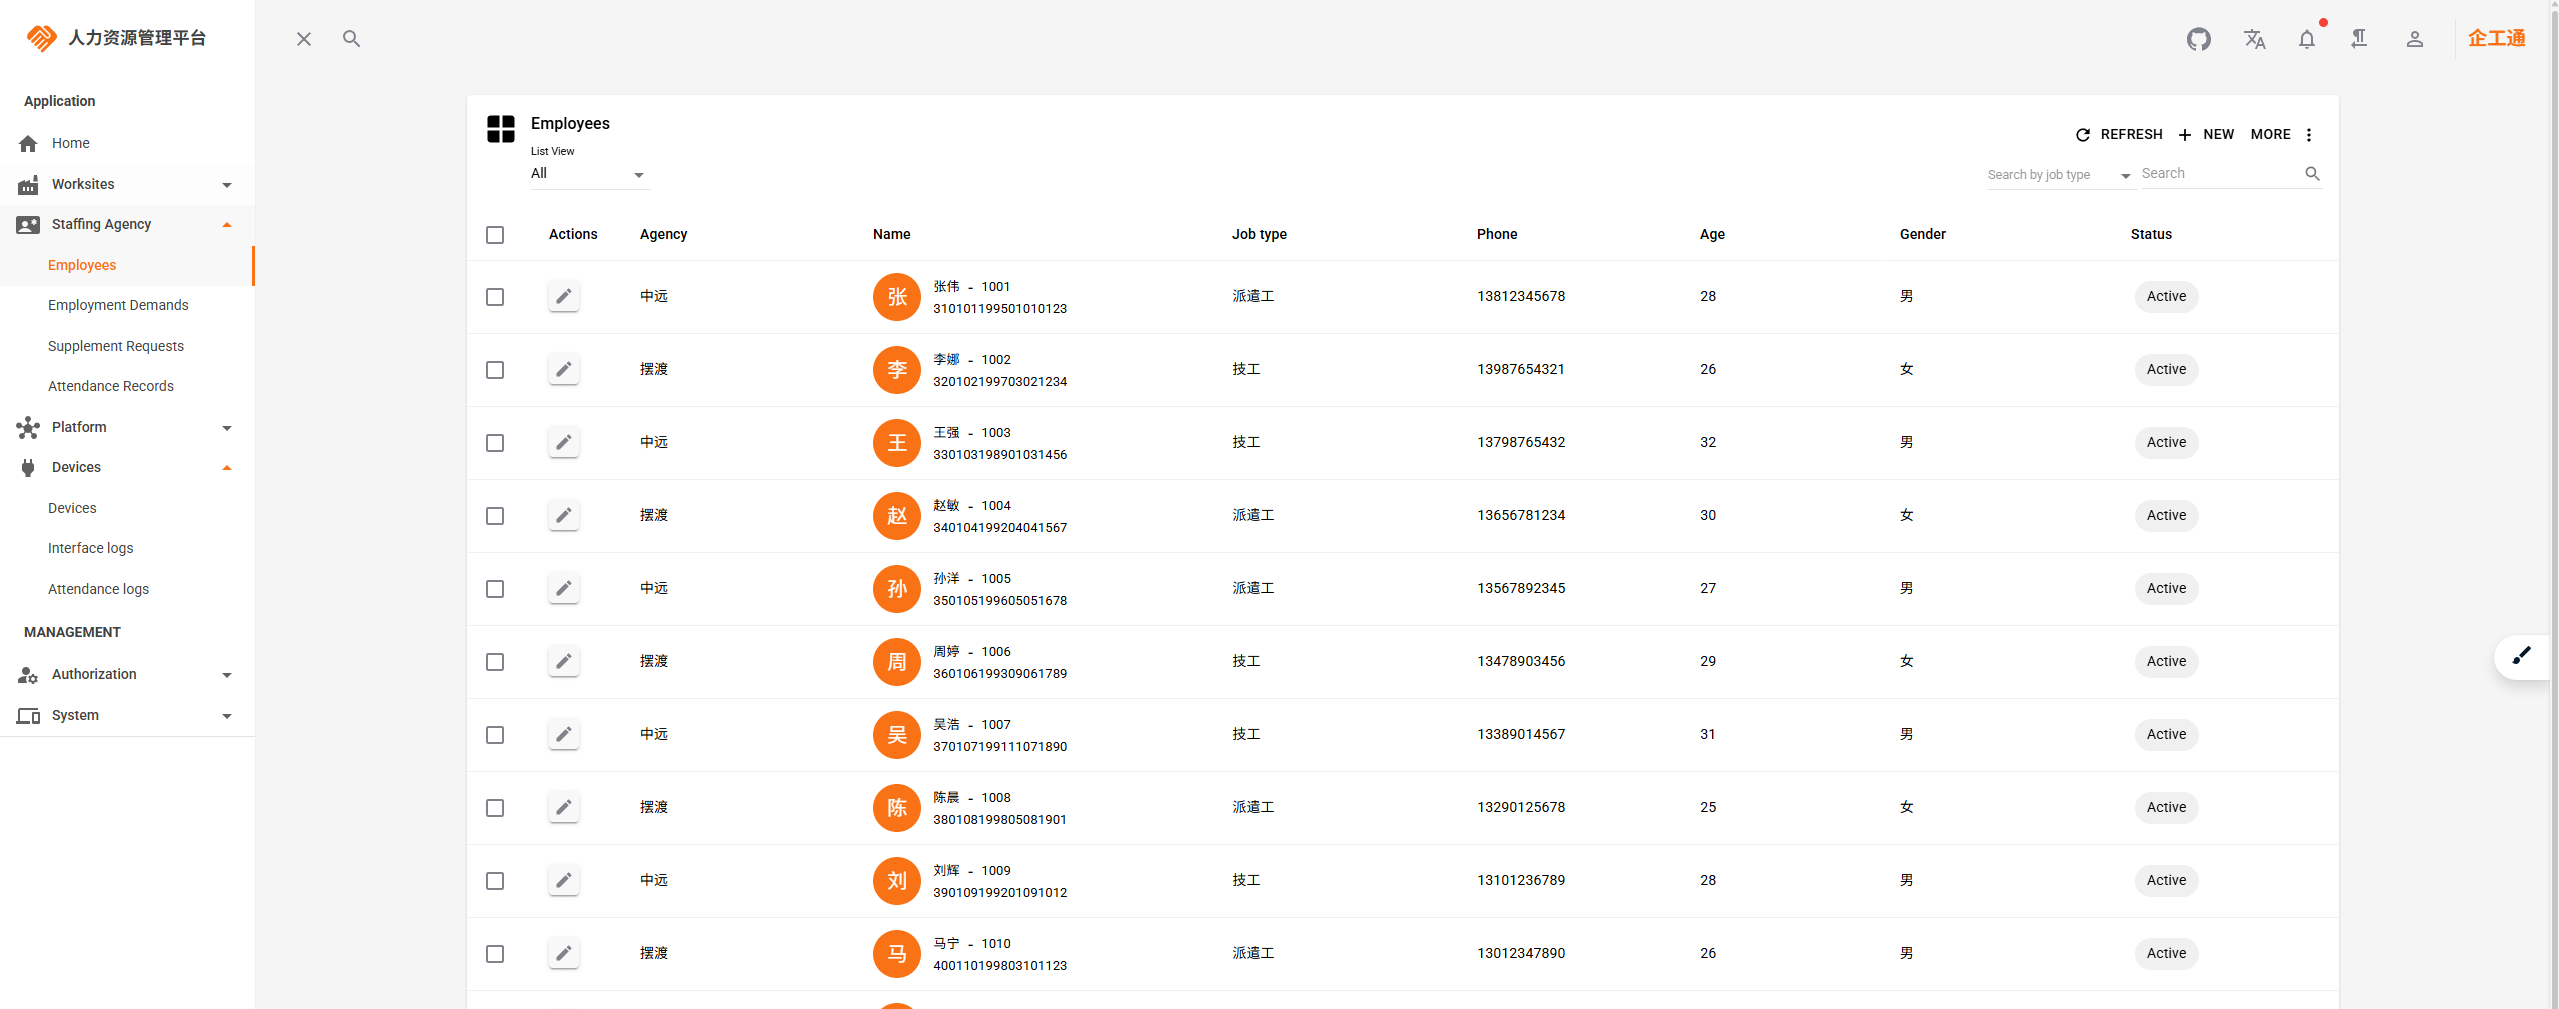 人力资源管理平台
企工通
Application
Home
Worksites
Staffing Agency
Employees
Employment Demands
Supplement Requests
Attendance Records
Platform
Devices
Devices
Interface logs
Attendance logs
MANAGEMENT
Authorization
System
Employees
List View
All
REFRESH NEW MORE
Search by job type Search
Actions Agency Name Job type Phone Age Gender Status
张 中远 张伟 - 1001 派遣工 13812345678 28 男 Active
310101199501010123
李 摆渡 李娜 - 1002 技工 13987654321 26 女 Active
320102199703021234
王 中远 王强 - 1003 技工 13798765432 32 男 Active
330103198901031456
赵 摆渡 赵敏 - 1004 派遣工 13656781234 30 女 Active
340104199204041567
孙 中远 孙洋 - 1005 派遣工 13567892345 27 男 Active
350105199605051678
周 摆渡 周婷 - 1006 技工 13478903456 29 女 Active
360106199309061789
吴 中远 吴浩 - 1007 技工 13389014567 31 男 Active
370107199111071890
陈 摆渡 陈晨 - 1008 派遣工 13290125678 25 女 Active
380108199805081901
刘 中远 刘辉 - 1009 技工 13101236789 28 男 Active
390109199201091012
马 摆渡 马宁 - 1010 派遣工 13012347890 26 男 Active
400110199803101123